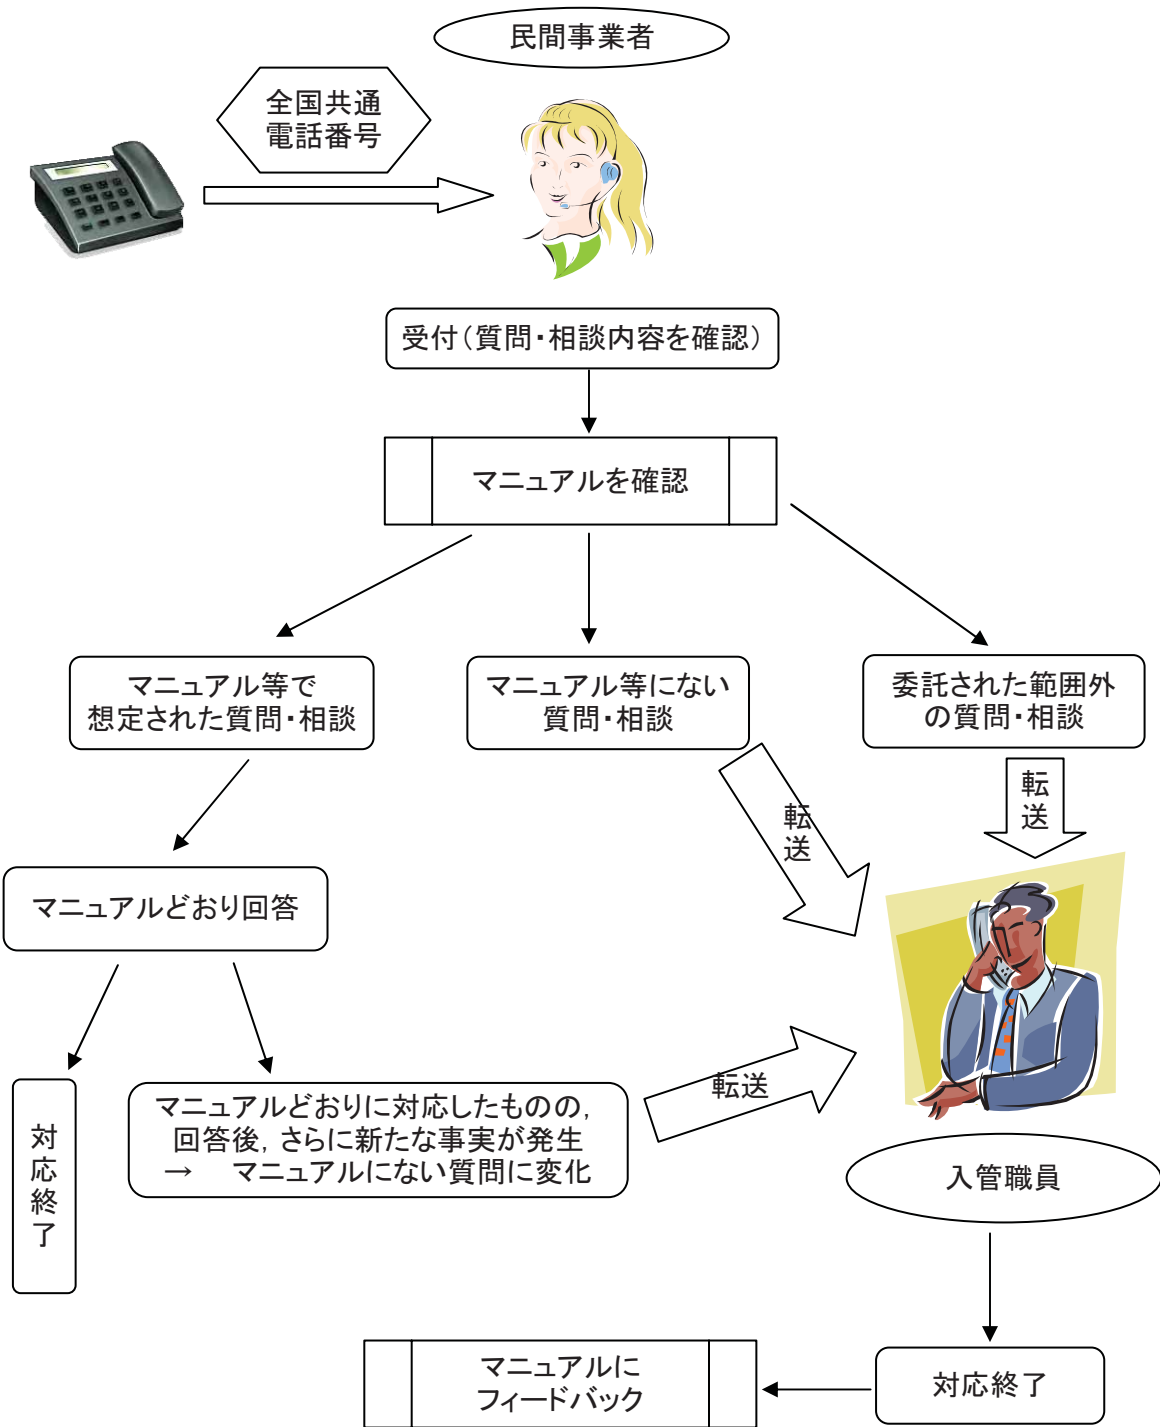 民間事業者
全国共通
電話番号
受付（質問・相談内容を確認）
マニュアルを確認
マニュアル等で
想定された質問・相談
マニュアル等にない
質問・相談
委託された範囲外
の質問・相談
転送
転送
マニュアルどおり回答
対応終了
マニュアルどおりに対応したものの，
回答後，さらに新たな事実が発生
→　マニュアルにない質問に変化
転送
入管職員
対応終了
マニュアルに
フィードバック